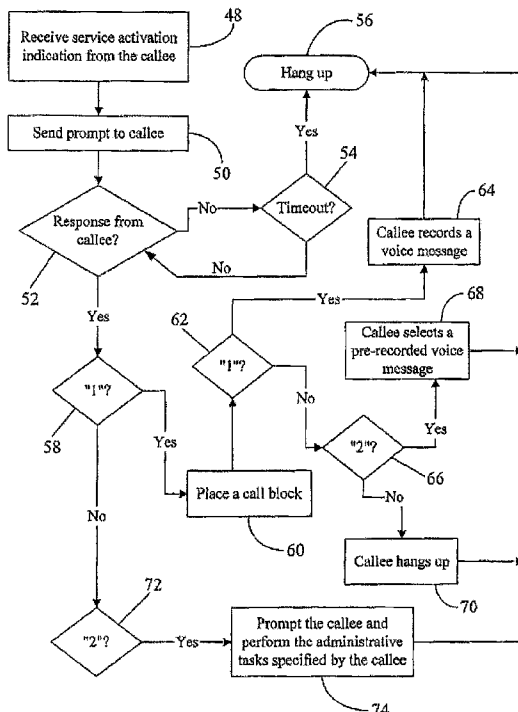 48
Receive service activation
indication from the callee
56
Hang up
Send prompt to callee
50
Yes
54
Timeout?
No
Response from
callee?
52
No
64
Callee records a
voice message
Yes
68
Callee selects a
pre-recorded voice
message
62
"1"?
Yes
"1"?
58
Yes
No
"2"?
66
Yes
No
Place a call block
60
Callee hangs up
70
No
72
"2"?
Yes
Prompt the callee and
perform the administrative
tasks specified by the callee
74